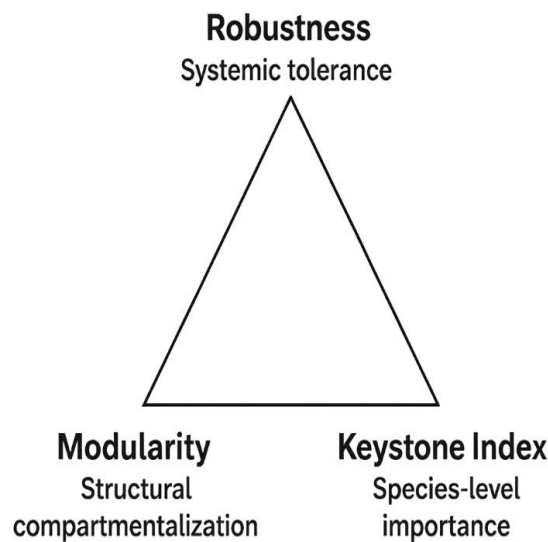 Robustness
Systemic tolerance
Modularity
Structural
compartmentalization
Keystone Index
Species-level
importance